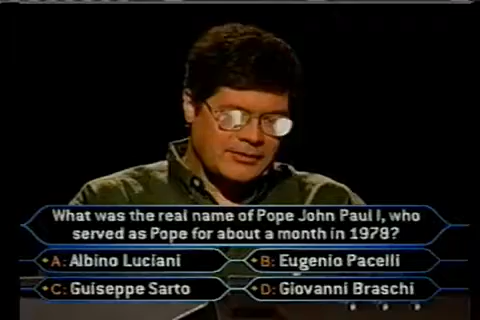 What was the real name of Pope John Paul I, who
served as Pope for about a month in 1978?
A: Albino Luciani
B: Eugenio Pacelli
C: Guiseppe Sarto
D: Giovanni Braschi